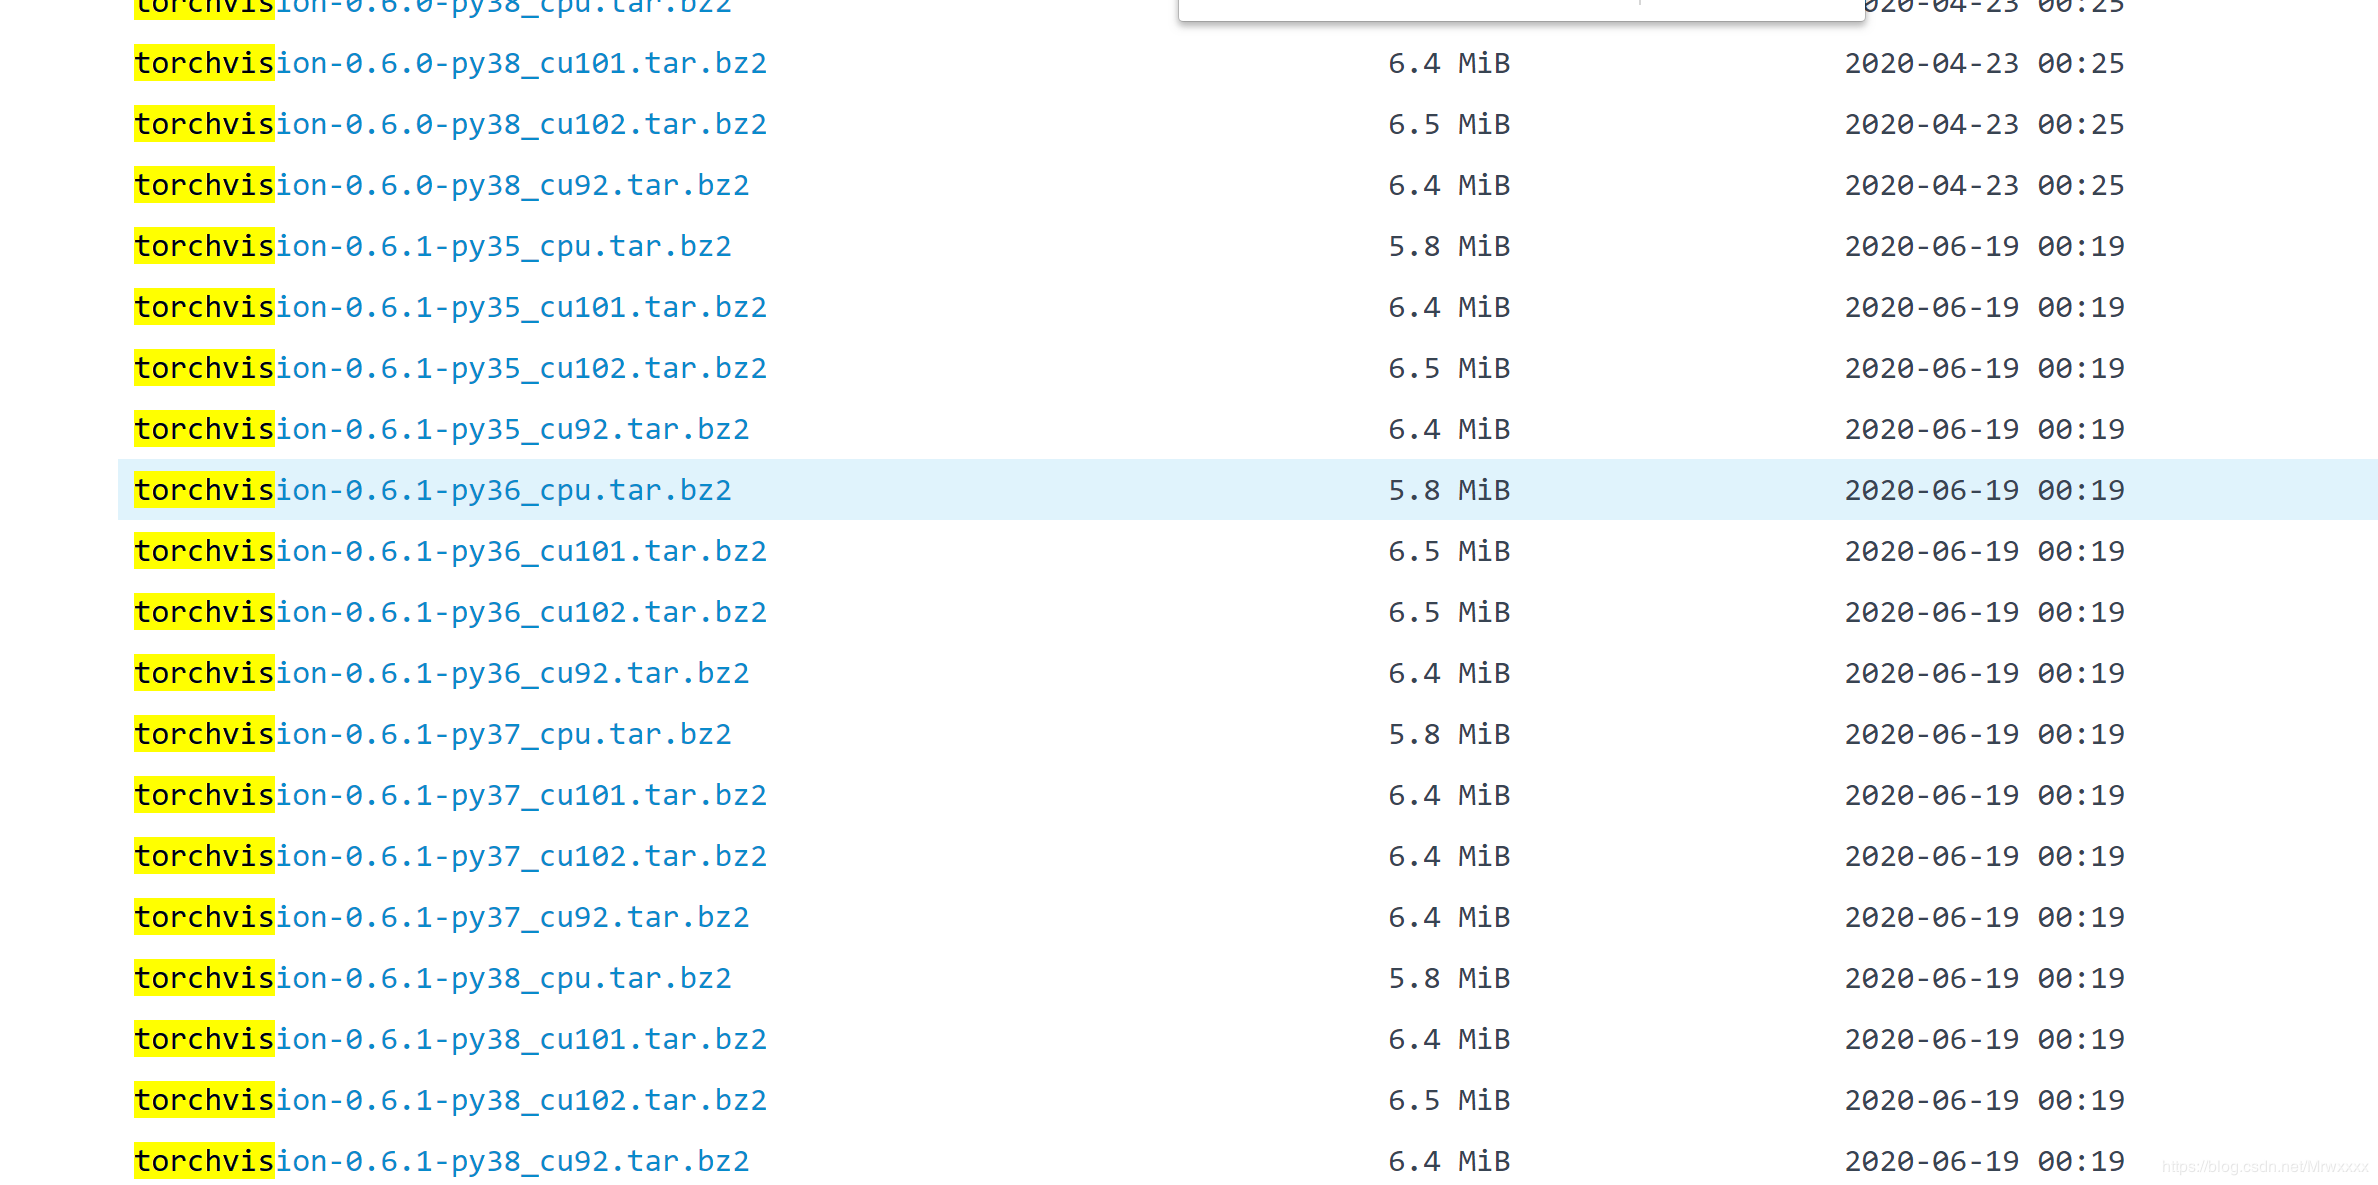 torchvision-0.6.0-py38_cpu.tar.bz2 2020-04-23 00:25
torchvision-0.6.0-py38_cu101.tar.bz2 6.4 MiB 2020-04-23 00:25
torchvision-0.6.0-py38_cu102.tar.bz2 6.5 MiB 2020-04-23 00:25
torchvision-0.6.0-py38_cu92.tar.bz2 6.4 MiB 2020-04-23 00:25
torchvision-0.6.1-py35_cpu.tar.bz2 5.8 MiB 2020-06-19 00:19
torchvision-0.6.1-py35_cu101.tar.bz2 6.4 MiB 2020-06-19 00:19
torchvision-0.6.1-py35_cu102.tar.bz2 6.5 MiB 2020-06-19 00:19
torchvision-0.6.1-py35_cu92.tar.bz2 6.4 MiB 2020-06-19 00:19
torchvision-0.6.1-py36_cpu.tar.bz2 5.8 MiB 2020-06-19 00:19
torchvision-0.6.1-py36_cu101.tar.bz2 6.5 MiB 2020-06-19 00:19
torchvision-0.6.1-py36_cu102.tar.bz2 6.5 MiB 2020-06-19 00:19
torchvision-0.6.1-py36_cu92.tar.bz2 6.4 MiB 2020-06-19 00:19
torchvision-0.6.1-py37_cpu.tar.bz2 5.8 MiB 2020-06-19 00:19
torchvision-0.6.1-py37_cu101.tar.bz2 6.4 MiB 2020-06-19 00:19
torchvision-0.6.1-py37_cu102.tar.bz2 6.4 MiB 2020-06-19 00:19
torchvision-0.6.1-py37_cu92.tar.bz2 6.4 MiB 2020-06-19 00:19
torchvision-0.6.1-py38_cpu.tar.bz2 5.8 MiB 2020-06-19 00:19
torchvision-0.6.1-py38_cu101.tar.bz2 6.4 MiB 2020-06-19 00:19
torchvision-0.6.1-py38_cu102.tar.bz2 6.5 MiB 2020-06-19 00:19
torchvision-0.6.1-py38_cu92.tar.bz2 6.4 MiB 2020-06-19 00:19
https://blog.csdn.net/Mrwxxxx